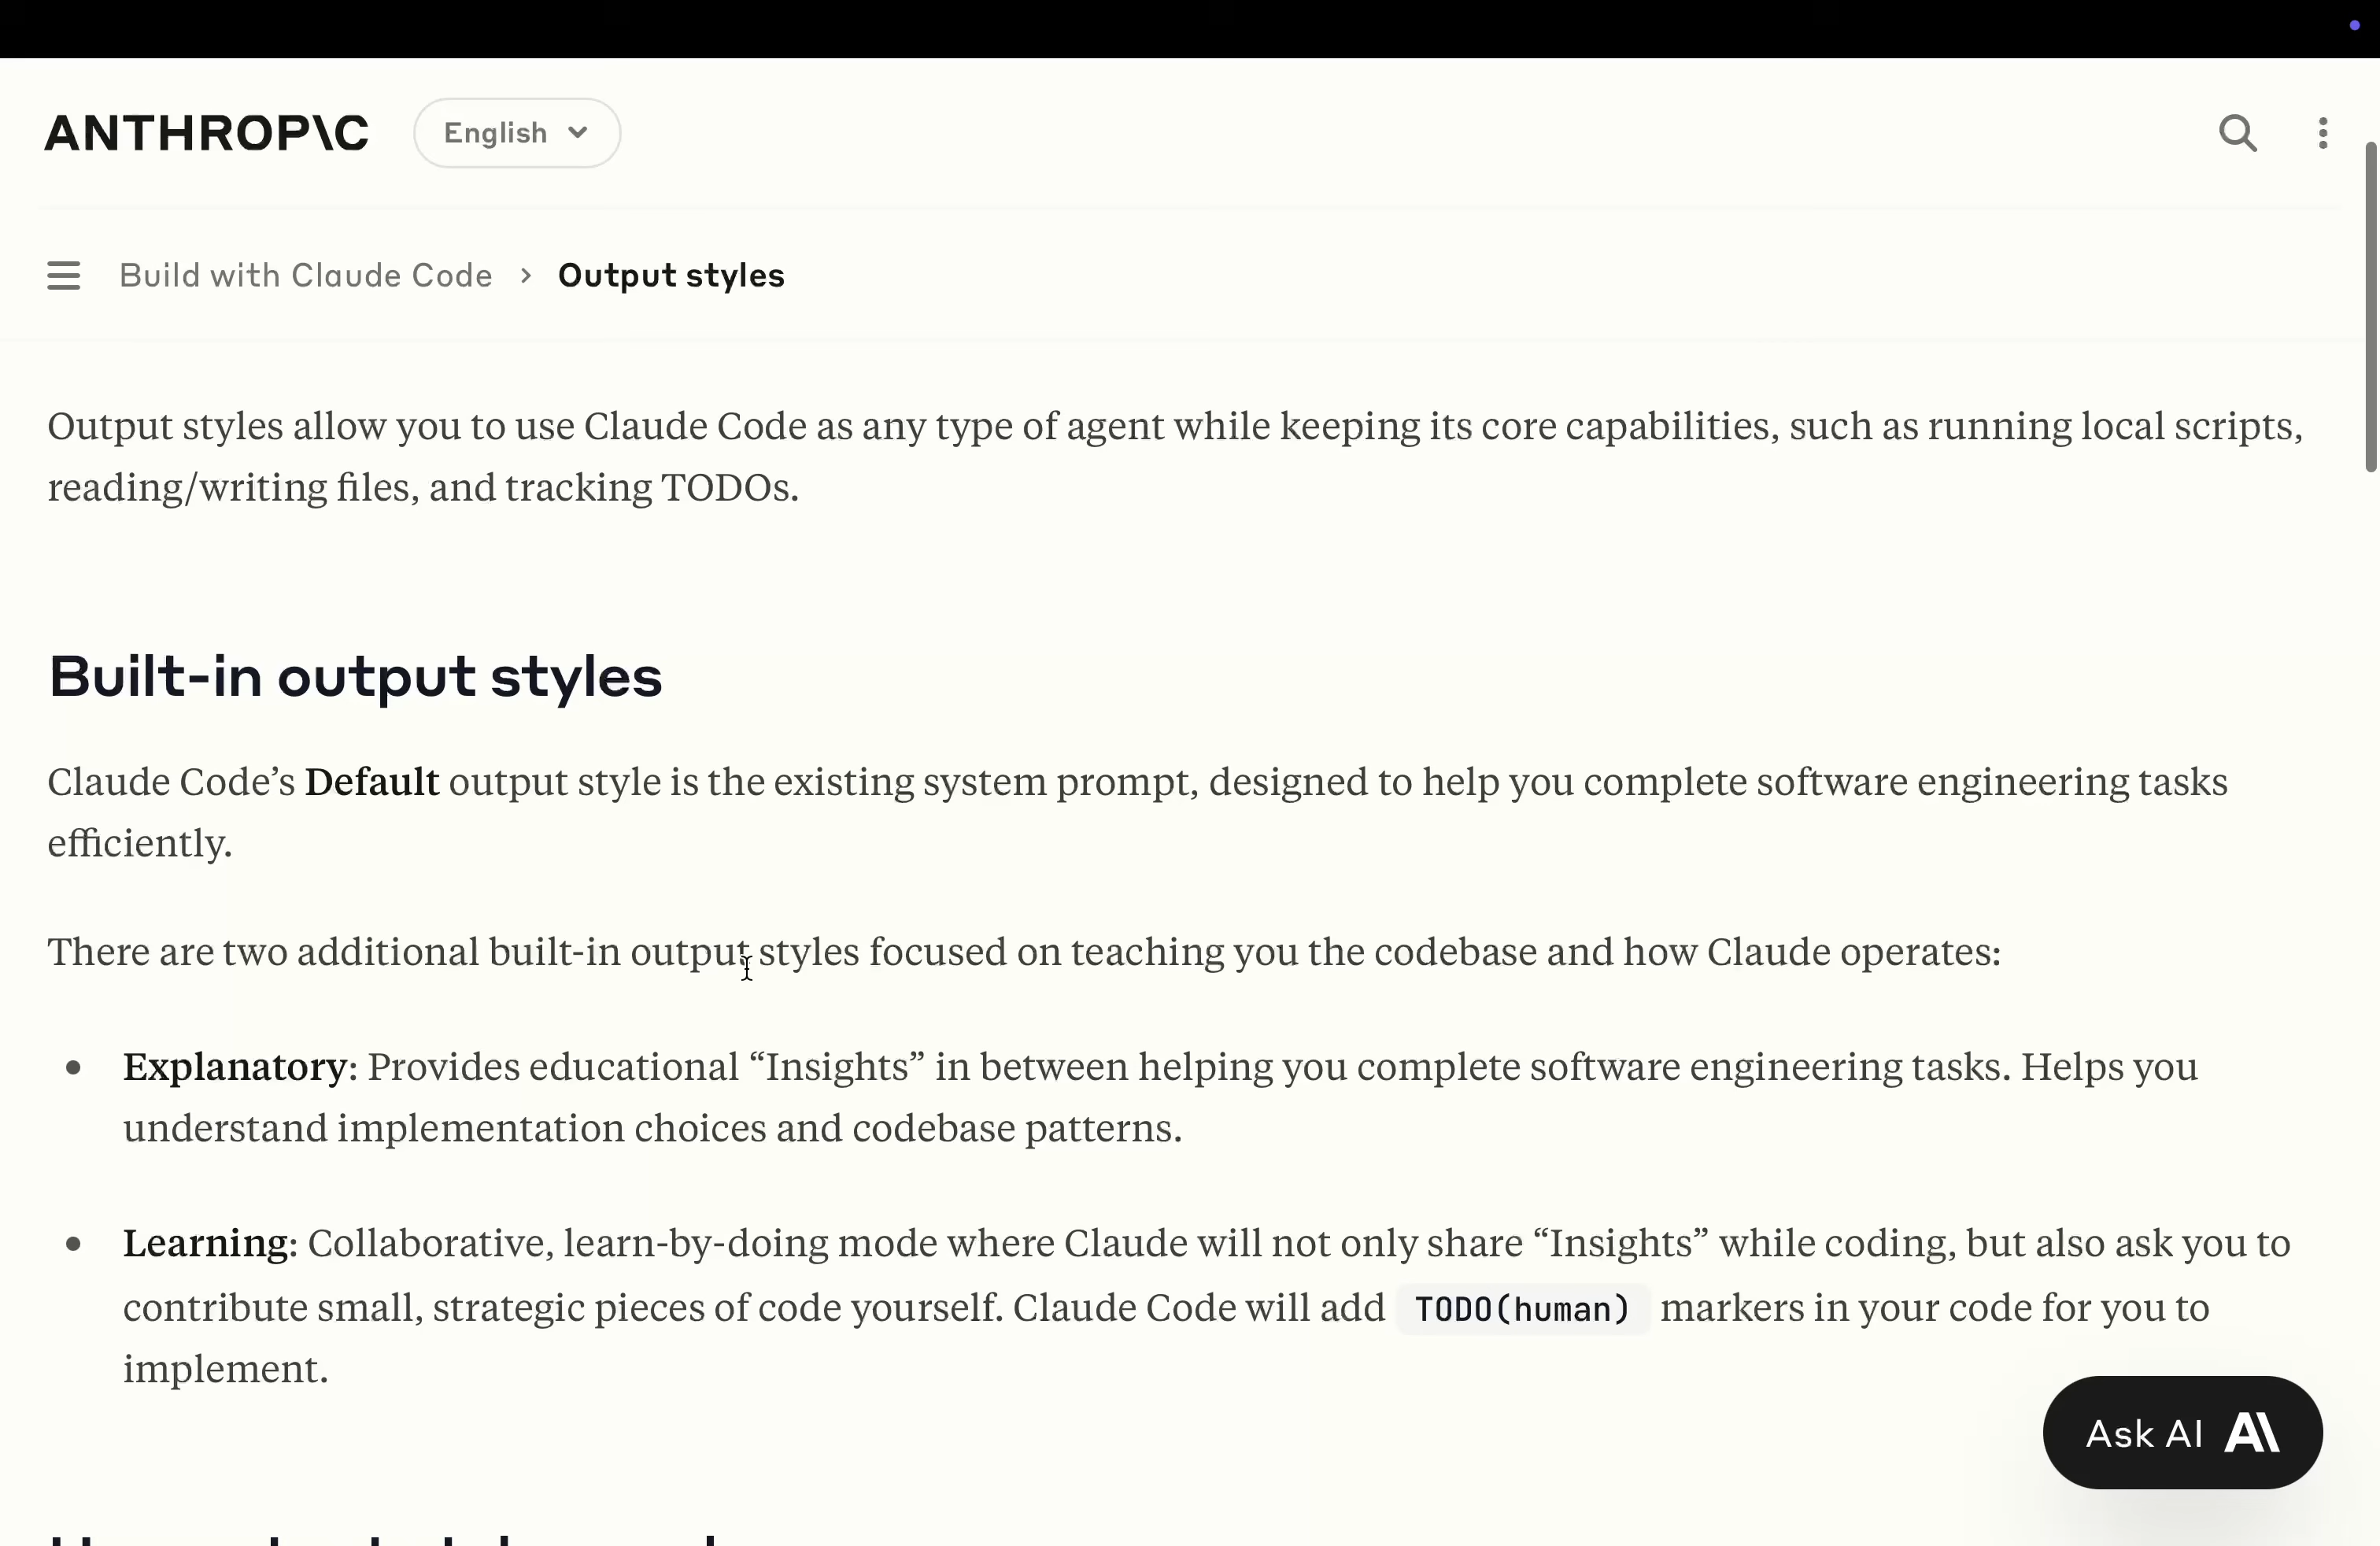 ANTHROP\C
English
Build with Claude Code > Output styles
Output styles allow you to use Claude Code as any type of agent while keeping its core capabilities, such as running local scripts,
reading/writing files, and tracking TODOs.
Built-in output styles
Claude Code’s Default output style is the existing system prompt, designed to help you complete software engineering tasks
efficiently.
There are two additional built-in output styles focused on teaching you the codebase and how Claude operates:
• Explanatory: Provides educational “Insights” in between helping you complete software engineering tasks. Helps you
understand implementation choices and codebase patterns.
• Learning: Collaborative, learn-by-doing mode where Claude will not only share “Insights” while coding, but also ask you to
contribute small, strategic pieces of code yourself. Claude Code will add TODO(human) markers in your code for you to
implement.
Ask AI